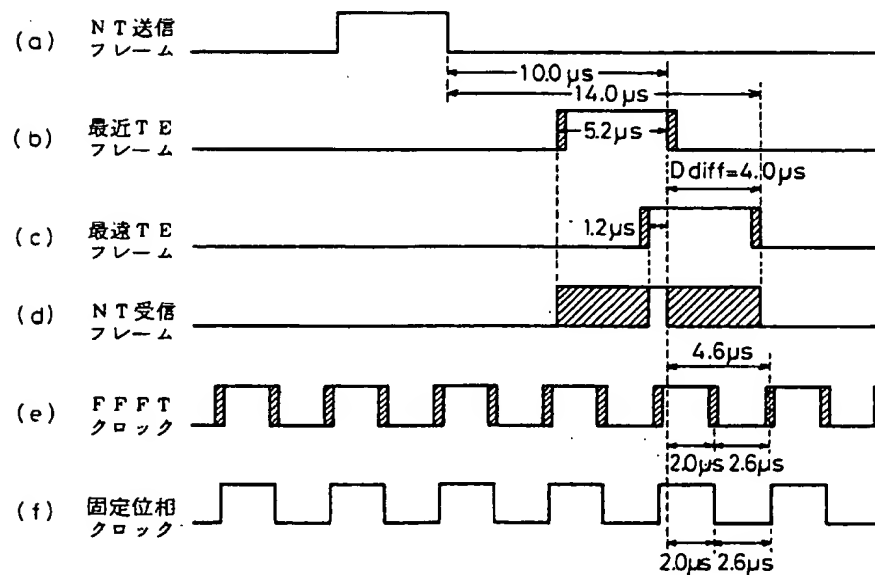 (a) NT送信
フレーム
10.0μs
14.0μs
(b) 最近TE
フレーム
5.2μs
D diff=4.0μs
(c) 最遠TE
フレーム
1.2μs
(d) NT受信
フレーム
4.6μs
(e) FFFT
クロック
2.0μs 2.6μs
(f) 固定位相
クロック
2.0μs 2.6μs